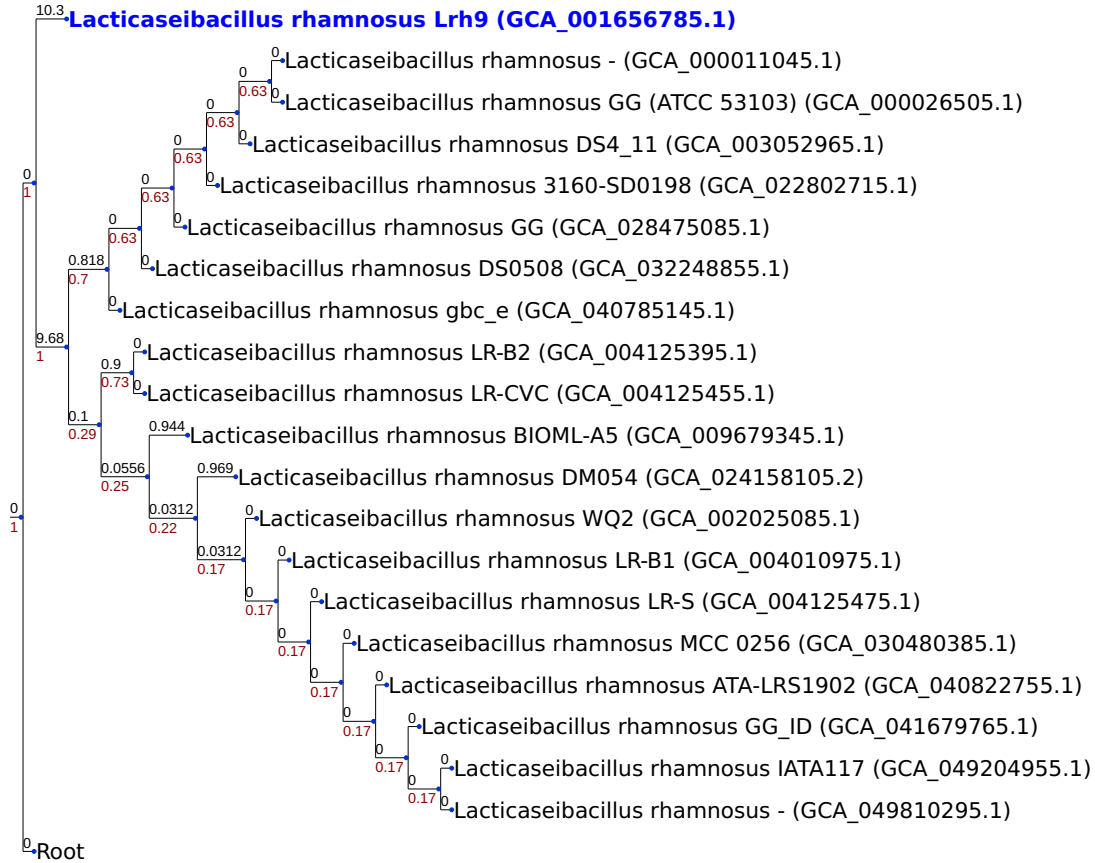 10.3 Lacticaseibacillus rhamnosus Lrh9 (GCA_001656785.1)
0 Lacticaseibacillus rhamnosus - (GCA_000011045.1)
0
0.63
0 Lacticaseibacillus rhamnosus GG (ATCC 53103) (GCA_000026505.1)
0
0.63
0 Lacticaseibacillus rhamnosus DS4_11 (GCA_003052965.1)
0
0.63
0 Lacticaseibacillus rhamnosus 3160-SD0198 (GCA_022802715.1)
0
1
0
0.63
0 Lacticaseibacillus rhamnosus GG (GCA_028475085.1)
0
0.63
0 Lacticaseibacillus rhamnosus DS0508 (GCA_032248855.1)
0.818
0.7
0 Lacticaseibacillus rhamnosus gbc_e (GCA_040785145.1)
9.68
1
0 Lacticaseibacillus rhamnosus LR-B2 (GCA_004125395.1)
0.9
0.73
0 Lacticaseibacillus rhamnosus LR-CVC (GCA_004125455.1)
0.1
0.29
0.944 Lacticaseibacillus rhamnosus BIOML-A5 (GCA_009679345.1)
0.0556
0.25
0.969 Lacticaseibacillus rhamnosus DM054 (GCA_024158105.2)
0
1
0.0312
0.22
0 Lacticaseibacillus rhamnosus WQ2 (GCA_002025085.1)
0.0312
0.17
0 Lacticaseibacillus rhamnosus LR-B1 (GCA_004010975.1)
0
0.17
0 Lacticaseibacillus rhamnosus LR-S (GCA_004125475.1)
0
0.17
0 Lacticaseibacillus rhamnosus MCC 0256 (GCA_030480385.1)
0
0.17
0 Lacticaseibacillus rhamnosus ATA-LRS1902 (GCA_040822755.1)
0
0.17
0 Lacticaseibacillus rhamnosus GG_ID (GCA_041679765.1)
0
0.17
0 Lacticaseibacillus rhamnosus IATA117 (GCA_049204955.1)
0
0.17
0 Lacticaseibacillus rhamnosus - (GCA_049810295.1)
0 Root